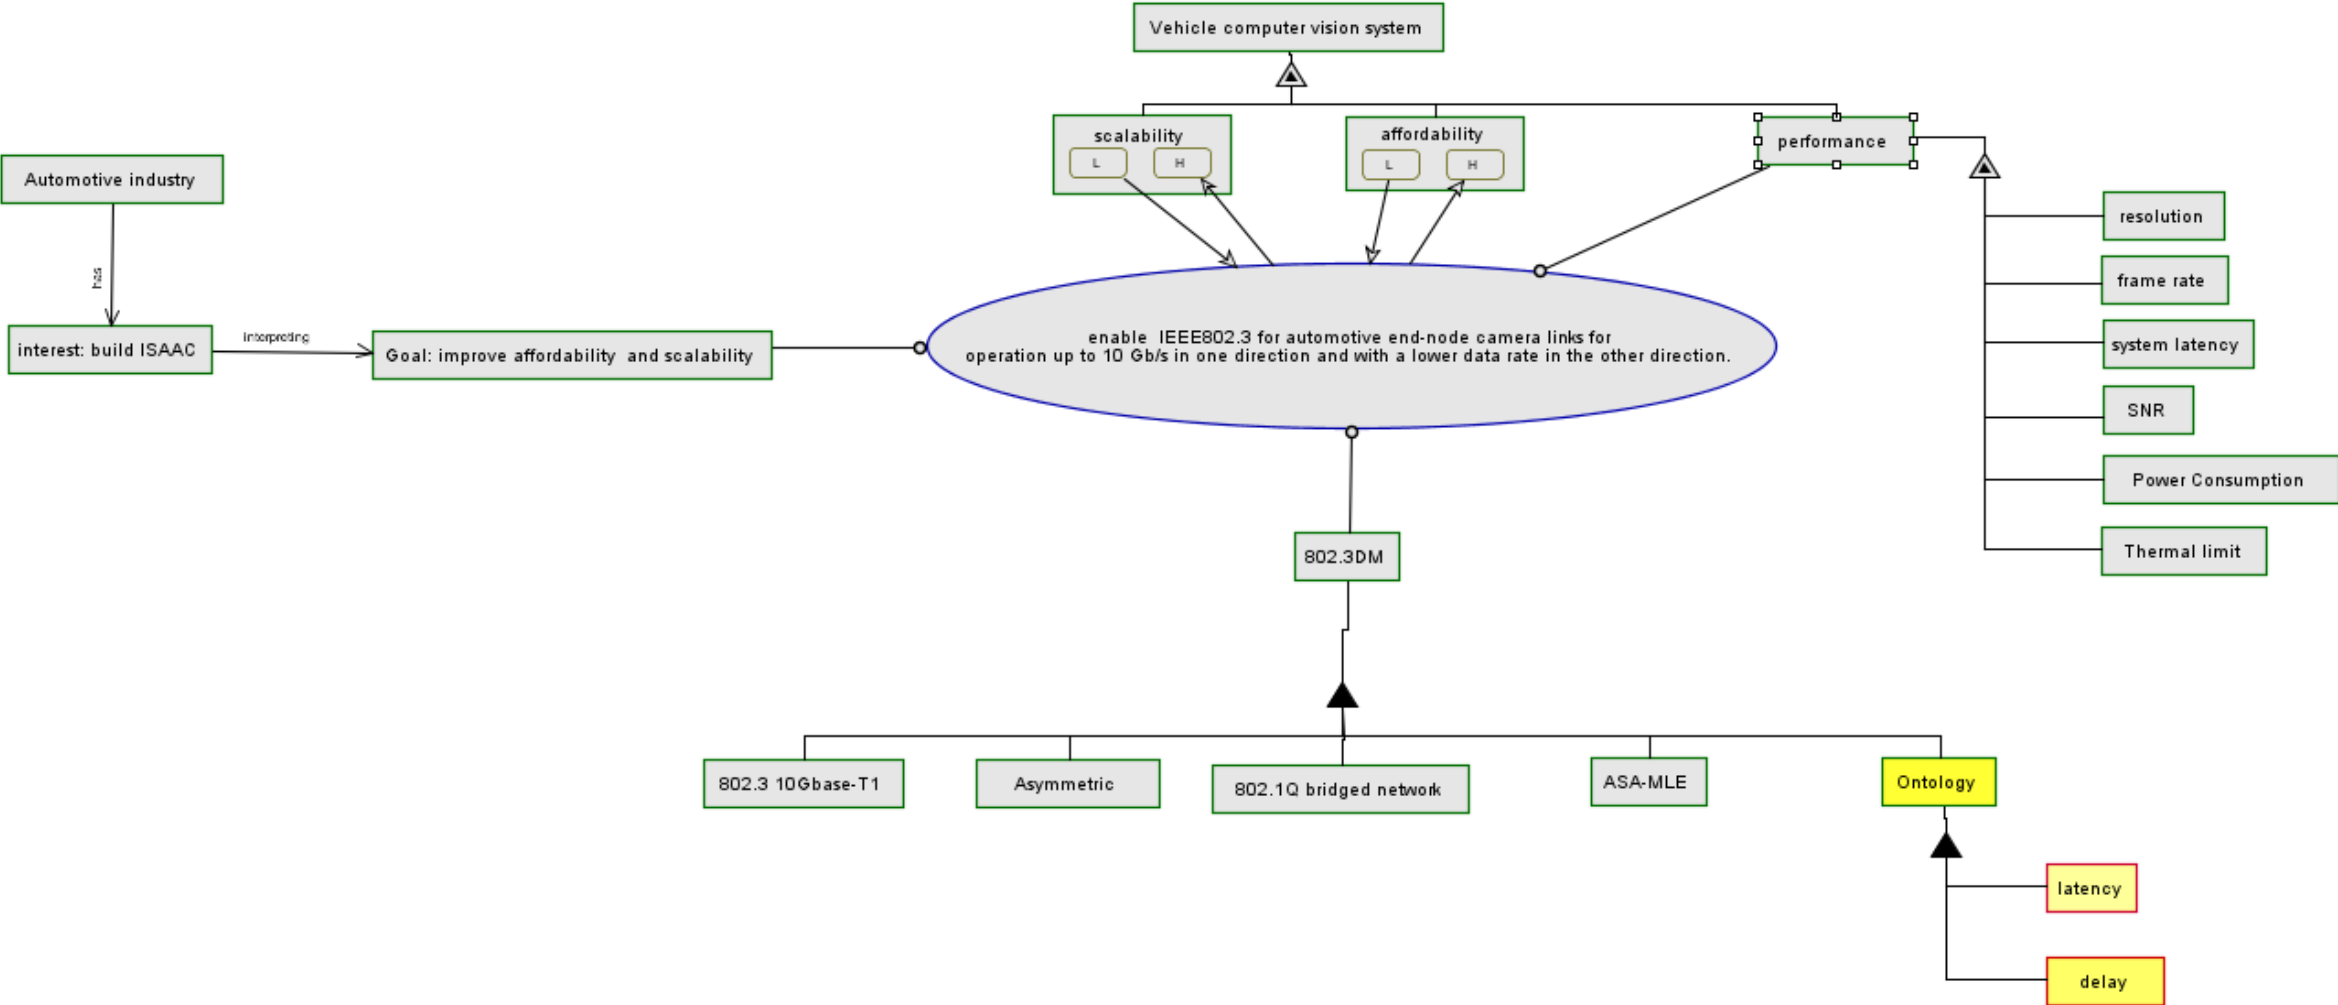 Vehicle computer vision system
scalability
L
H
affordability
L
H
performance
Automotive industry
has
interest: build ISAAC
Interpreting
Goal: improve affordability  and scalability
enable  IEEE802.3 for automotive end-node camera links for
operation up to 10 Gb/s in one direction and with a lower data rate in the other direction.
resolution
frame rate
system latency
SNR
Power Consumption
Thermal limit
802.3DM
802.3 10Gbase-T1
Asymmetric
802.1Q bridged network
ASA-MLE
Ontology
latency
delay